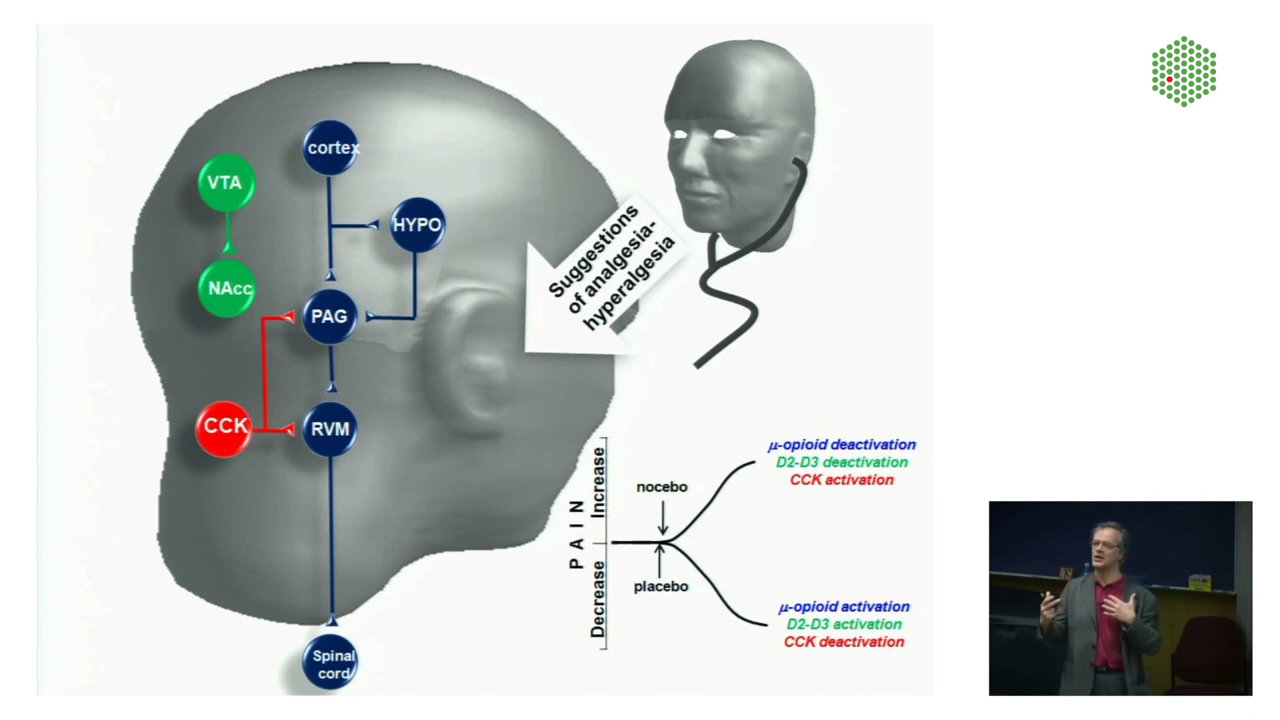 cortex
VTA
HYPO
NAcc
PAG
CCK
RVM
Spinal
cord
Suggestions
of analgesia-
hyperalgesia
PAIN
Increase
Decrease
nocebo
placebo
μ-opioid deactivation
D2-D3 deactivation
CCK activation
μ-opioid activation
D2-D3 activation
CCK deactivation